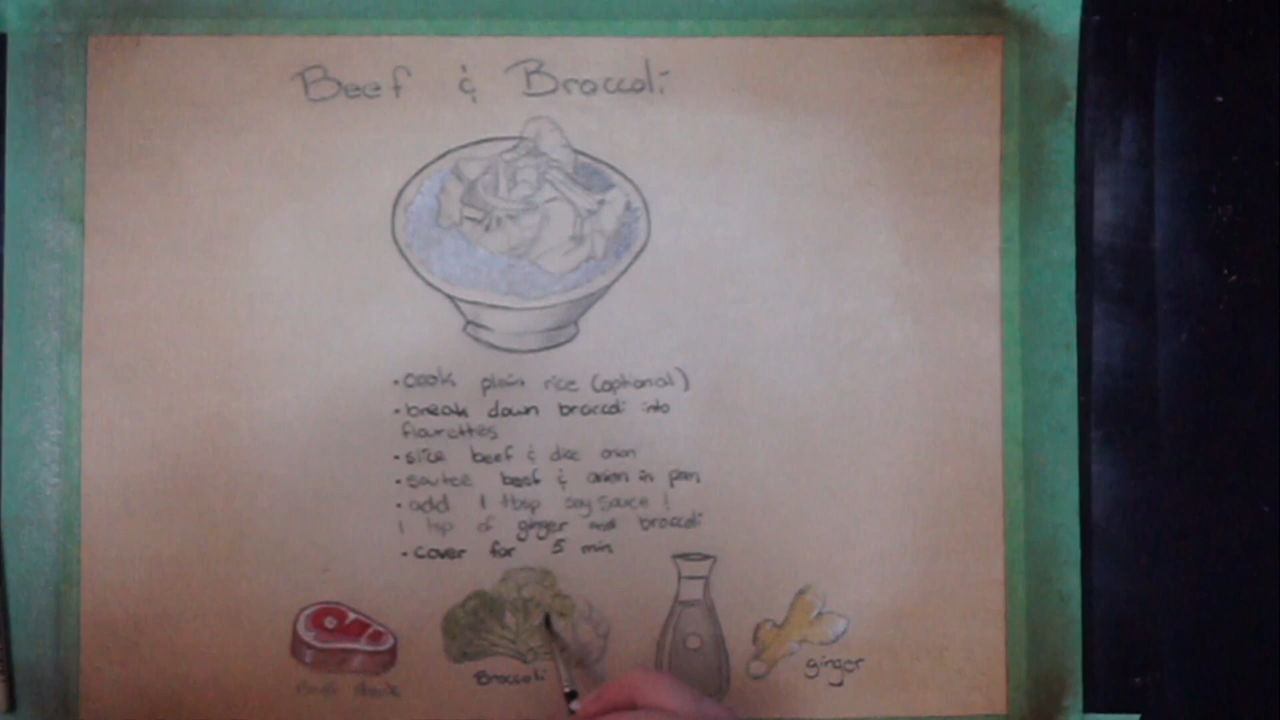 Beef & Broccoli
• cook plain rice (optional)
• break down broccoli into
flourettes
• slice beef & dice onion
• sautee beef & onion in pan
• add 1 tbsp soy sauce !
1 tsp of ginger and broccoli
• cover for 5 min
Broccoli
ginger